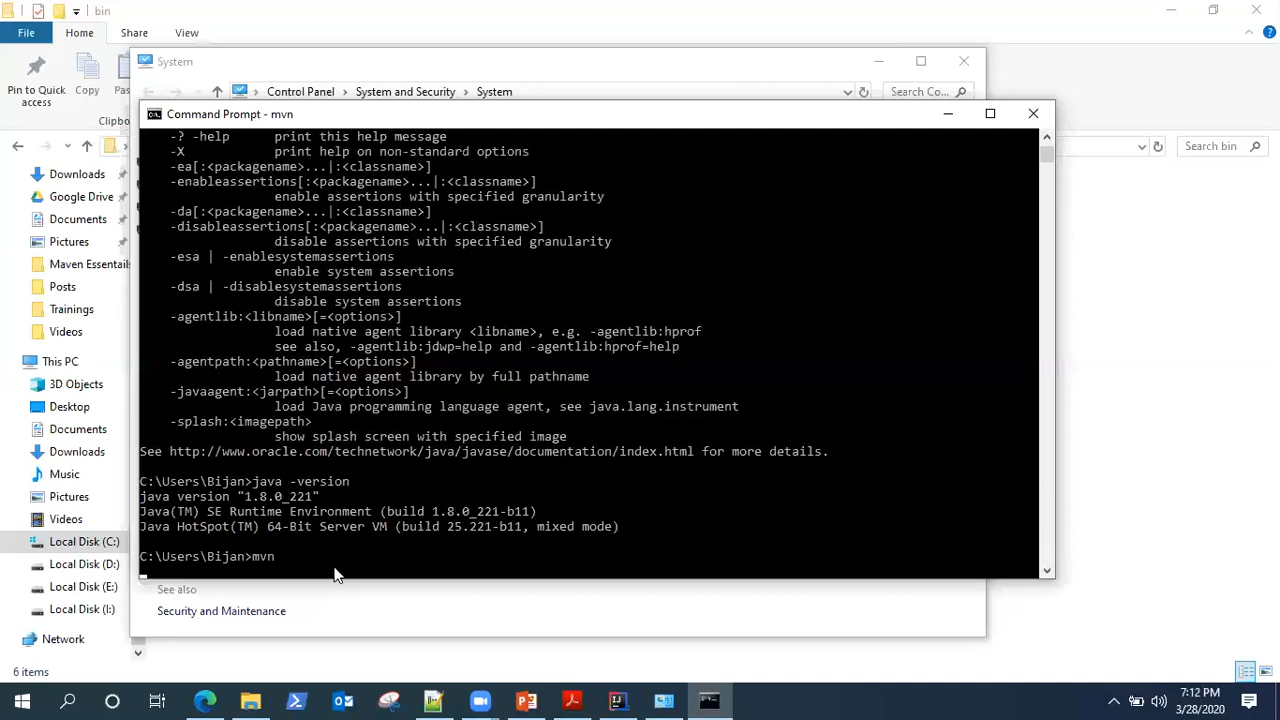 bin
File
Home
Share
View
Pin to Quick
access
Copy
Pas
Clipbo
System
Control Panel
System and Security
System
Search Co...
Search bin
Command Prompt - mvn
-? -help print this help message
-X print help on non-standard options
-ea[:<packagename>...|:<classname>]
-enableassertions[:<packagename>...|:<classname>]
enable assertions with specified granularity
-da[:<packagename>...|:<classname>]
-disableassertions[:<packagename>...|:<classname>]
disable assertions with specified granularity
-esa | -enablesystemassertions
enable system assertions
-dsa | -disablesystemassertions
disable system assertions
-agentlib:<libname>[=<options>]
load native agent library <libname>, e.g. -agentlib:hprof
see also, -agentlib:jdwp=help and -agentlib:hprof=help
-agentpath:<pathname>[=<options>]
load native agent library by full pathname
-javaagent:<jarpath>[=<options>]
load Java programming language agent, see java.lang.instrument
-splash:<imagepath>
show splash screen with specified image
See http://www.oracle.com/technetwork/java/javase/documentation/index.html for more details.
C:\Users\Bijan>java -version
java version "1.8.0_221"
Java(TM) SE Runtime Environment (build 1.8.0_221-b11)
Java HotSpot(TM) 64-Bit Server VM (build 25.221-b11, mixed mode)
C:\Users\Bijan>mvn
Downloads
Google Drive
Documents
Pictures
Maven Essentials
Posts
Trainings
Videos
This PC
3D Objects
Desktop
Documents
Downloads
Music
Pictures
Videos
Local Disk (C:)
Local Disk (D:)
Local Disk (E:)
Local Disk (I:)
Network
See also
Security and Maintenance
6 items
7:12 PM
3/28/2020